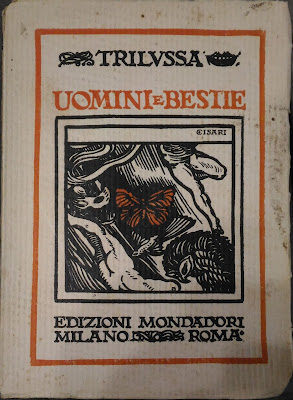 TRILVSSA
UOMINI E BESTIE
CISARI
EDIZIONI MONDADORI
MILANO ROMA